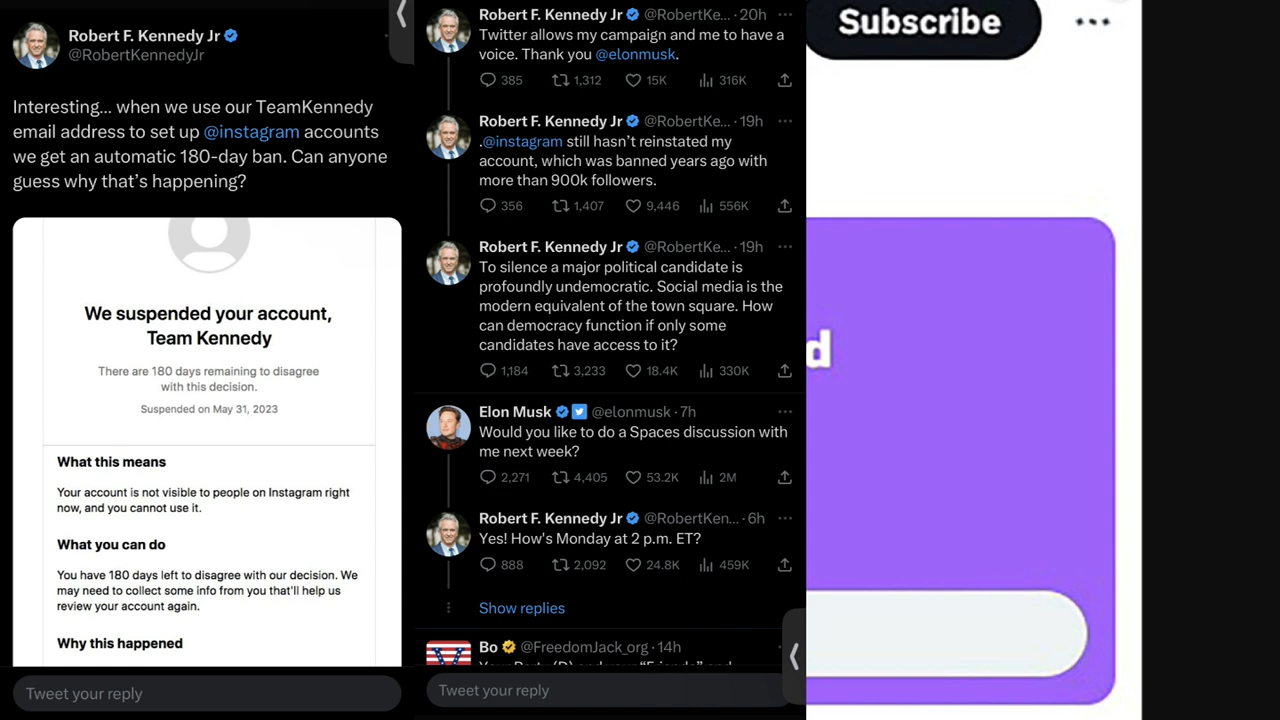 Robert F. Kennedy Jr
@RobertKennedyJr
Interesting... when we use our TeamKennedy
email address to set up @instagram accounts
we get an automatic 180-day ban. Can anyone
guess why that’s happening?
We suspended your account,
Team Kennedy
There are 180 days remaining to disagree
with this decision.
Suspended on May 31, 2023
What this means
Your account is not visible to people on Instagram right
now, and you cannot use it.
What you can do
You have 180 days left to disagree with our decision. We
may need to collect some info from you that'll help us
review your account again.
Why this happened
Tweet your reply
Robert F. Kennedy Jr @RobertKe... · 20h
Twitter allows my campaign and me to have a
voice. Thank you @elonmusk.
385 1,312 15K 316K
Robert F. Kennedy Jr @RobertKe... · 19h
.@instagram still hasn’t reinstated my
account, which was banned years ago with
more than 900k followers.
356 1,407 9,446 556K
Robert F. Kennedy Jr @RobertKe... · 19h
To silence a major political candidate is
profoundly undemocratic. Social media is the
modern equivalent of the town square. How
can democracy function if only some
candidates have access to it?
1,184 3,233 18.4K 330K
Elon Musk @elonmusk · 7h
Would you like to do a Spaces discussion with
me next week?
2,271 4,405 53.2K 2M
Robert F. Kennedy Jr @RobertKen... · 6h
Yes! How's Monday at 2 p.m. ET?
888 2,092 24.8K 459K
Show replies
Bo @FreedomJack_org · 14h
Tweet your reply
Subscribe
d